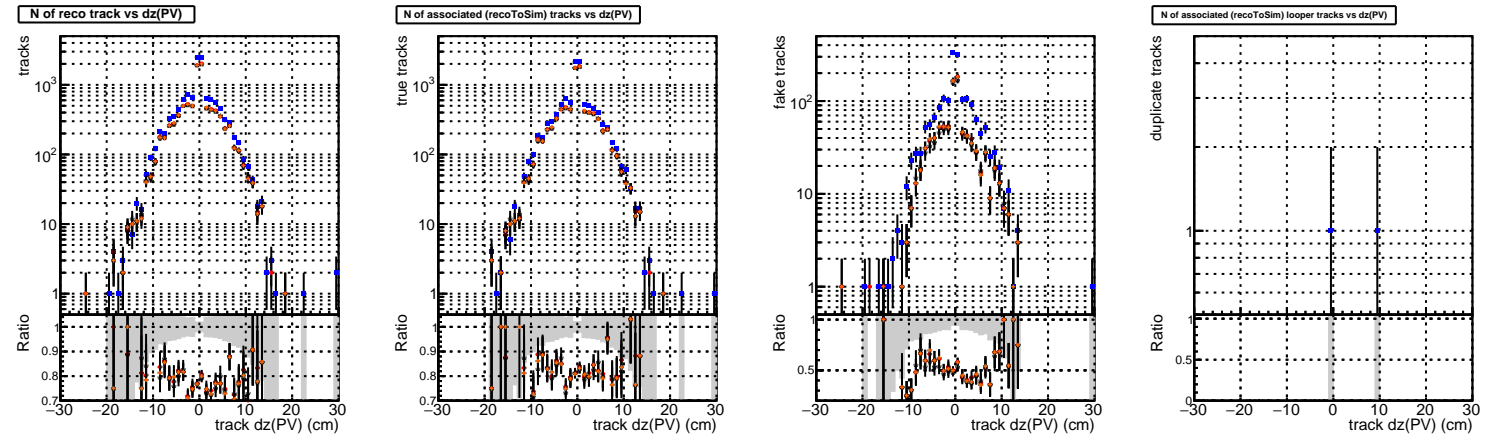 N of reco track vs dz(PV)
tracks
10³
10²
10
1
Ratio
1
0.9
0.8
0.7
−30 −20 −10 0 10 20 30
track dz(PV) (cm)
N of associated (recoToSim) tracks vs dz(PV)
true tracks
10³
10²
10
1
Ratio
1
0.9
0.8
0.7
−30 −20 −10 0 10 20 30
track dz(PV) (cm)
fake tracks
10²
10
1
Ratio
1
0.5
−30 −20 −10 0 10 20 30
track dz(PV) (cm)
N of associated (recoToSim) looper tracks vs dz(PV)
duplicate tracks
1
Ratio
1
0.5
0
−30 −20 −10 0 10 20 30
track dz(PV) (cm)